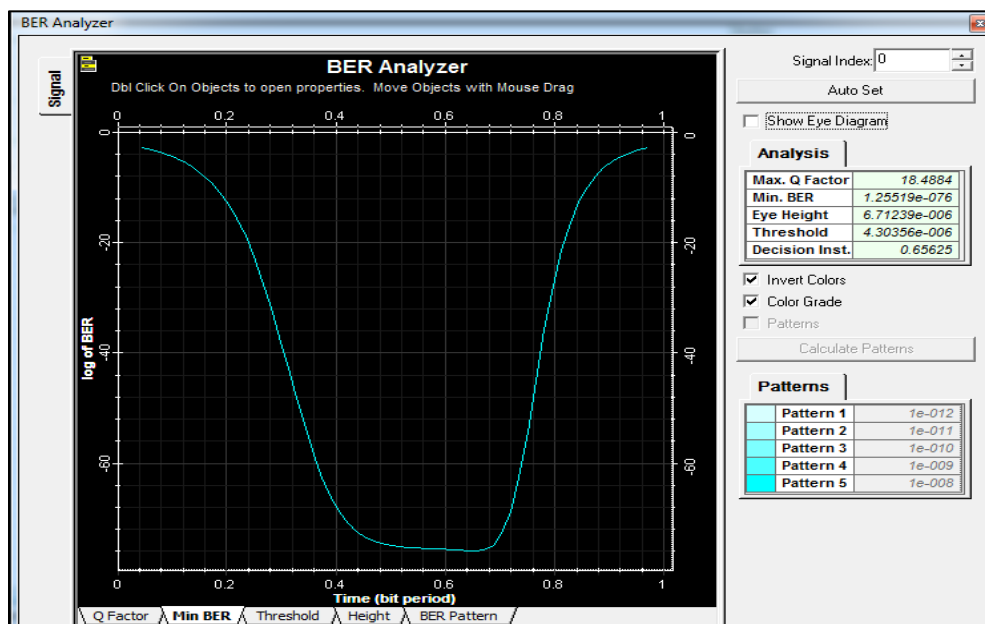 BER Analyzer
Signal
BER Analyzer
Dbl Click On Objects to open properties. Move Objects with Mouse Drag
0 0.2 0.4 0.6 0.8 1
0 0
-20 -20
-40 -40
-60 -60
log of BER
0 0.2 0.4 0.6 0.8 1
Time (bit period)
Q Factor Min BER Threshold Height BER Pattern
Signal Index: 0
Auto Set
Show Eye Diagram
Analysis
Max. Q Factor 18.4884
Min. BER 1.25519e-076
Eye Height 6.71239e-006
Threshold 4.30356e-006
Decision Inst. 0.65625
Invert Colors
Color Grade
Patterns
Calculate Patterns
Patterns
Pattern 1 1e-012
Pattern 2 1e-011
Pattern 3 1e-010
Pattern 4 1e-009
Pattern 5 1e-008